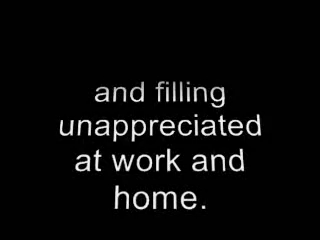 and filling
unappreciated
at work and
home.